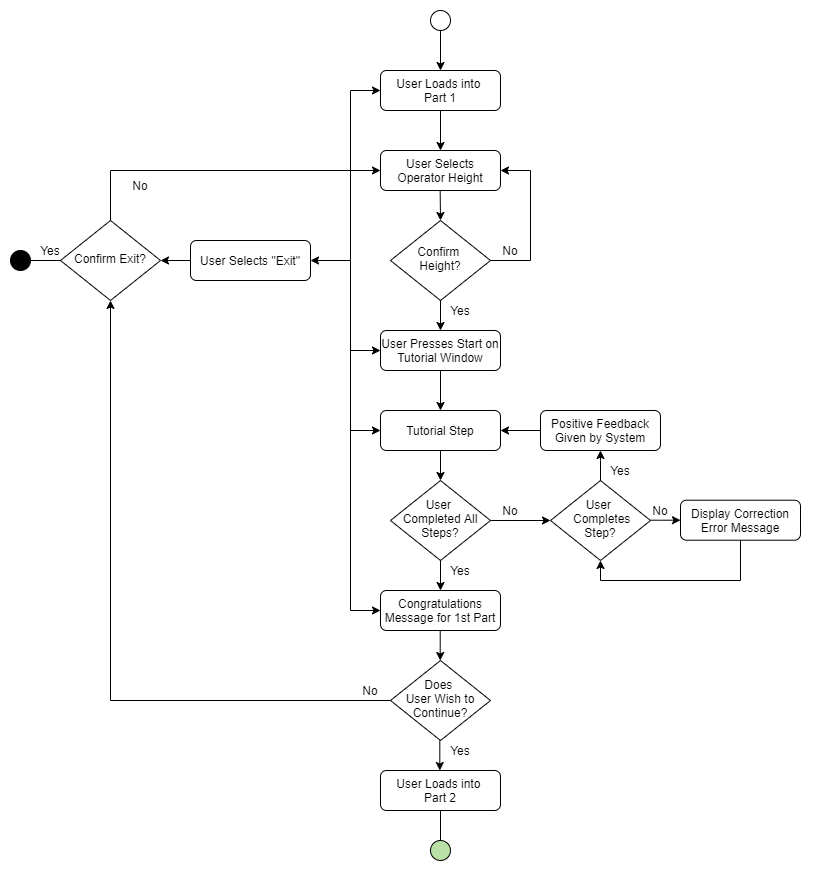 User Loads into
Part 1
User Selects
Operator Height
No
Confirm
Height?
No
Yes
Confirm Exit?
User Selects "Exit"
Yes
User Presses Start on
Tutorial Window
Tutorial Step
Positive Feedback
Given by System
Yes
User
Completed All
Steps?
No
User
Completes
Step?
No
Display Correction
Error Message
Yes
Congratulations
Message for 1st Part
Does
User Wish to
Continue?
No
Yes
User Loads into
Part 2